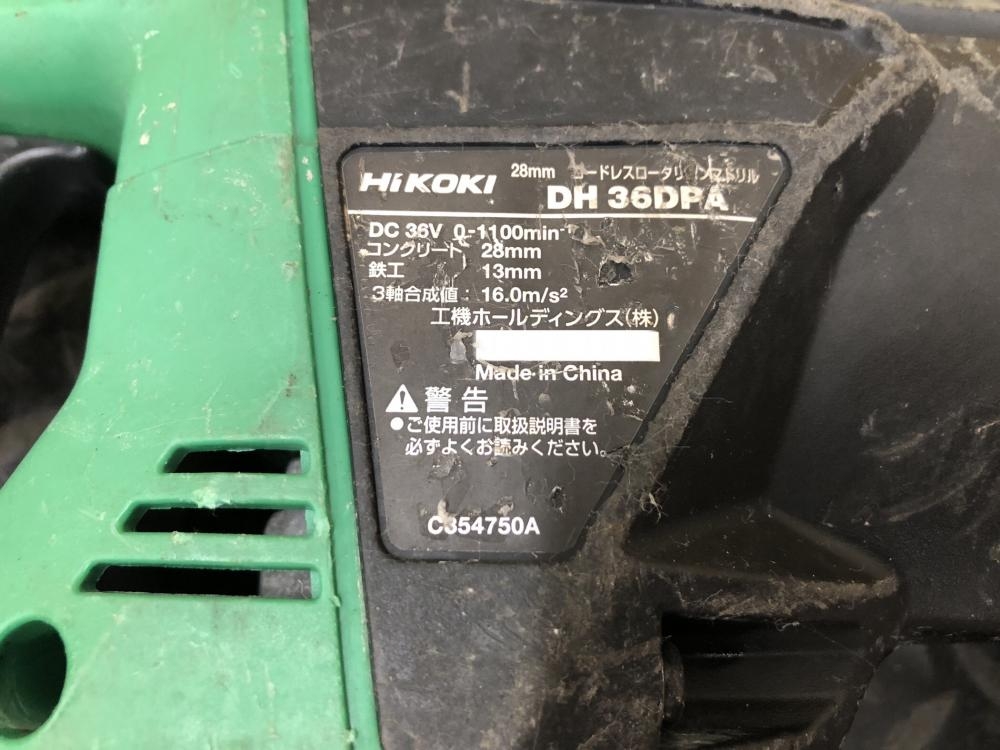 HiKOKI
28mm コードレスロータリハンマドリル
DH 36DPA
DC 36V 0-1100min⁻¹
コンクリート 28mm
鉄工 13mm
3軸合成値: 16.0m/s²
工機ホールディングス(株)
Made in China
警告
●ご使用前に取扱説明書を
必ずよくお読みください。
C354750A